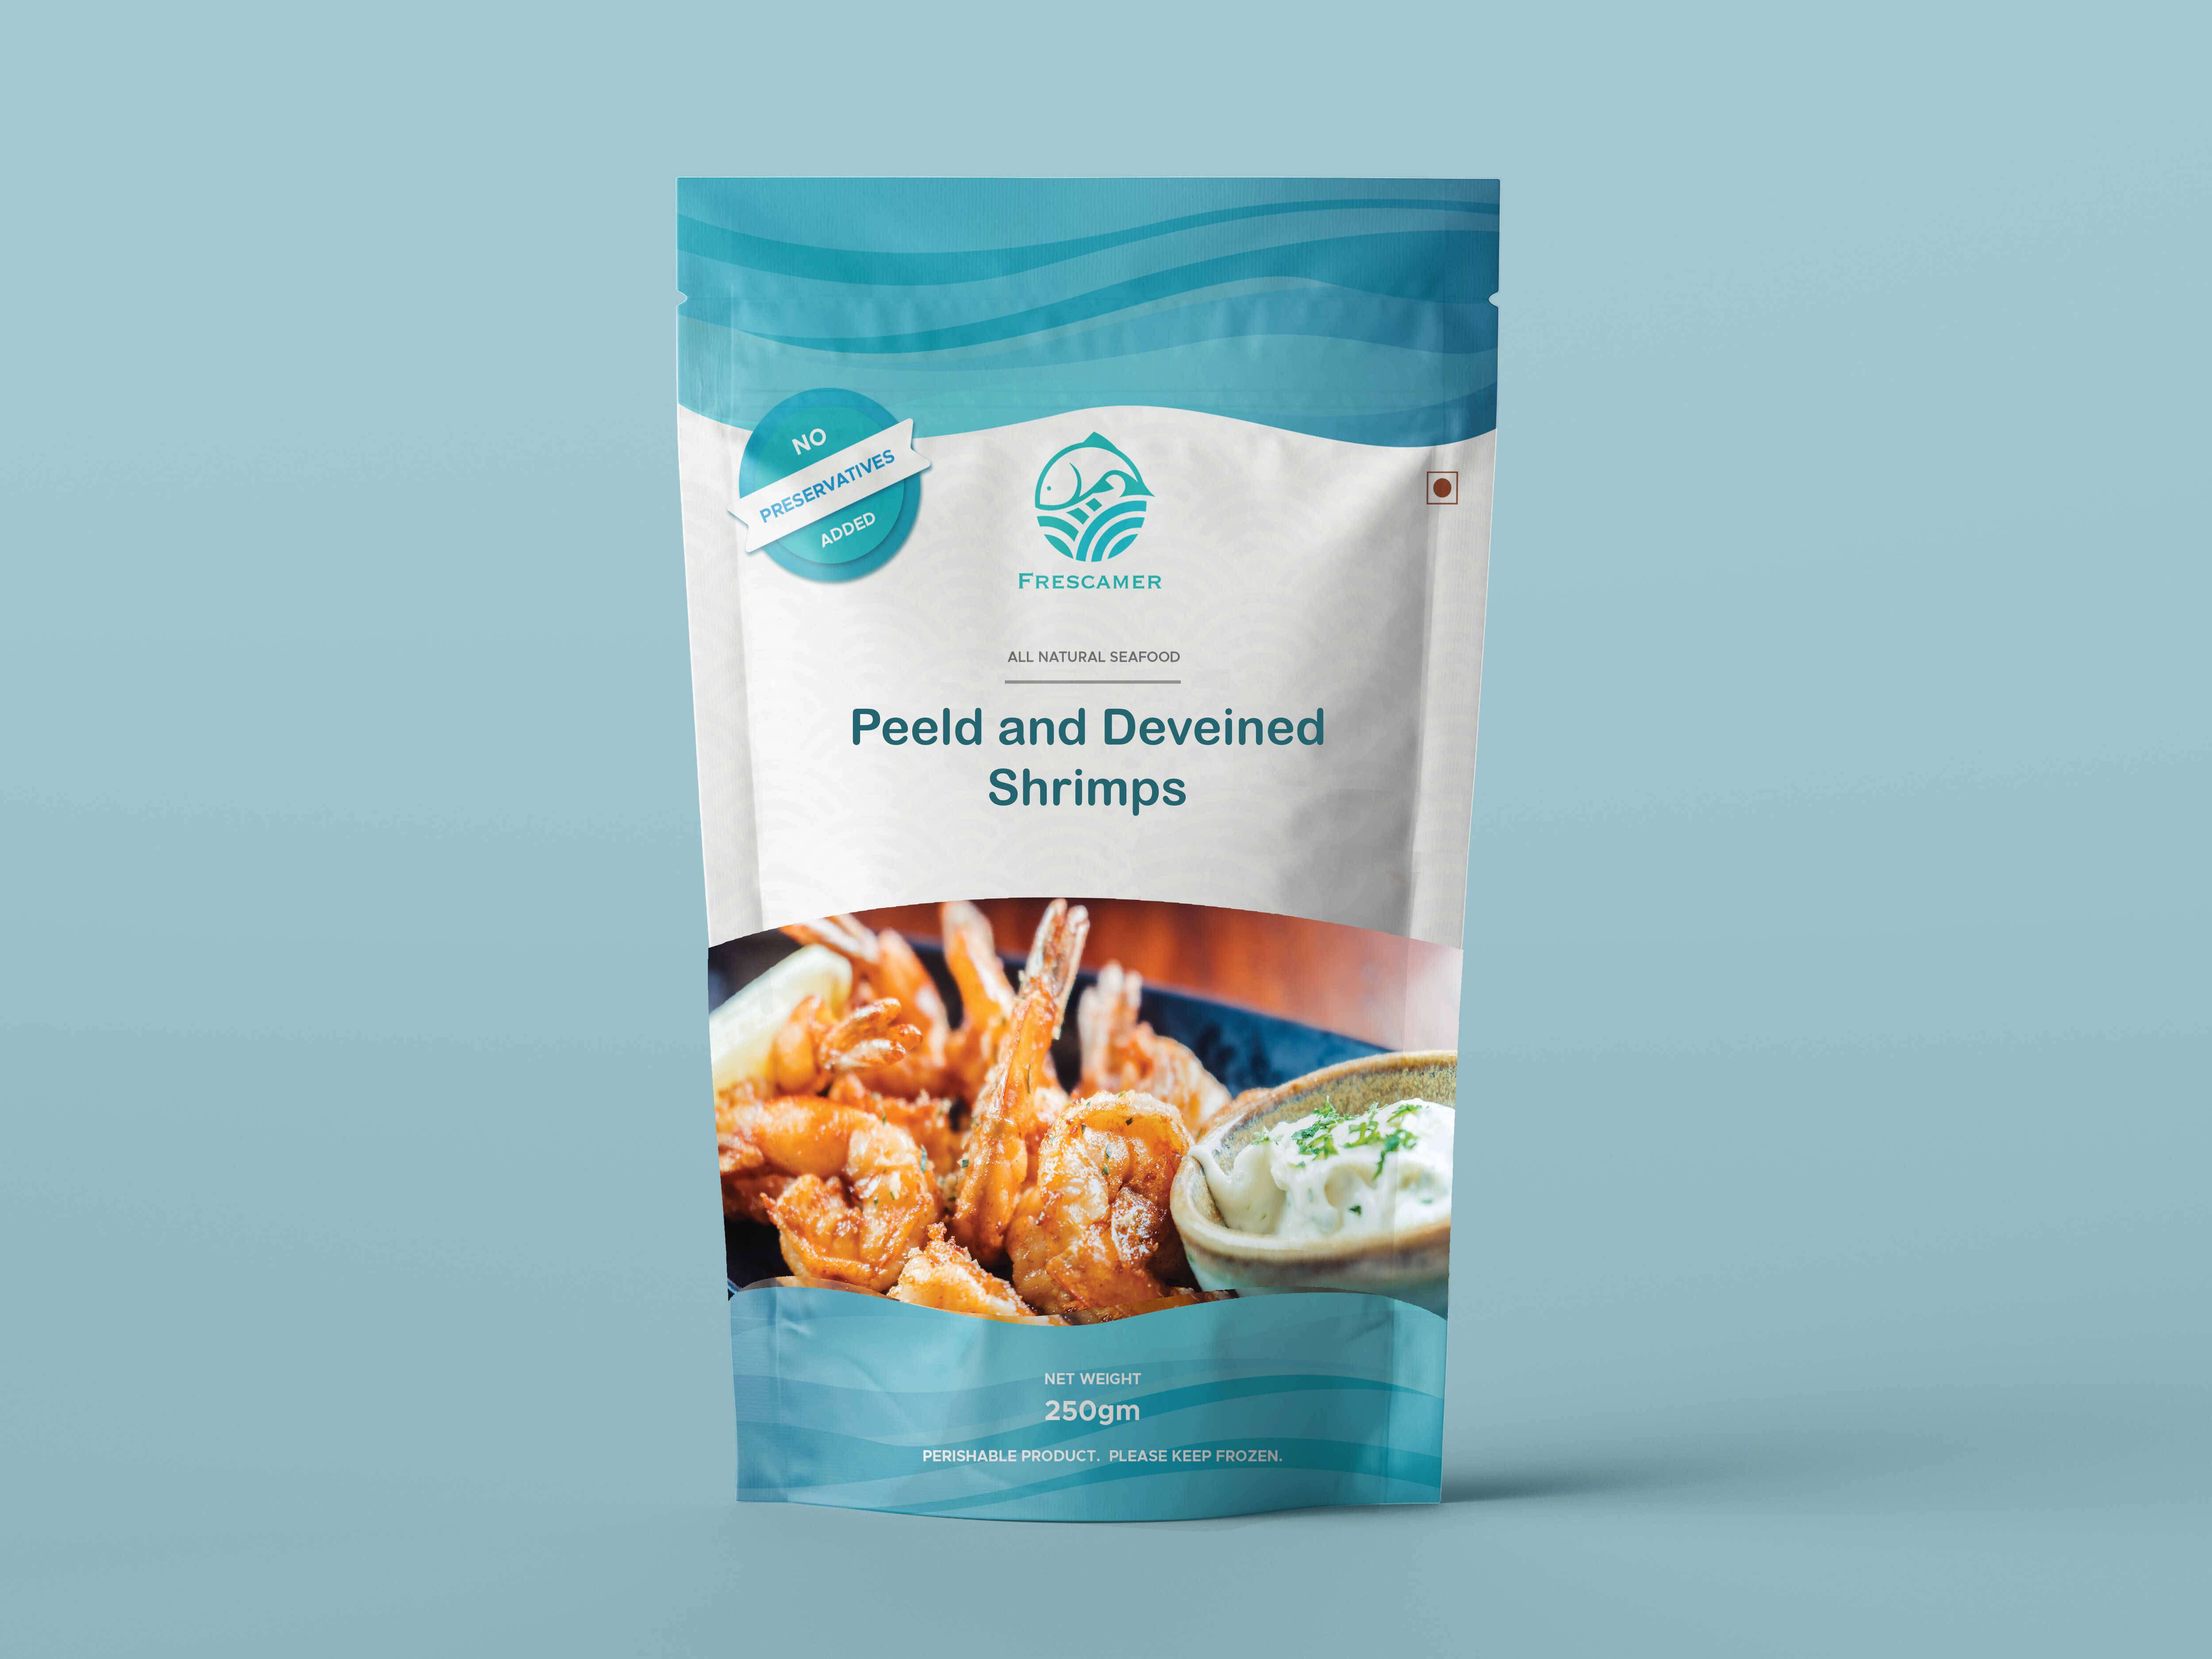 NO
PRESERVATIVES
ADDED
FRESCAMER
ALL NATURAL SEAFOOD
Peeld and Deveined
Shrimps
NET WEIGHT
250gm
PERISHABLE PRODUCT. PLEASE KEEP FROZEN.